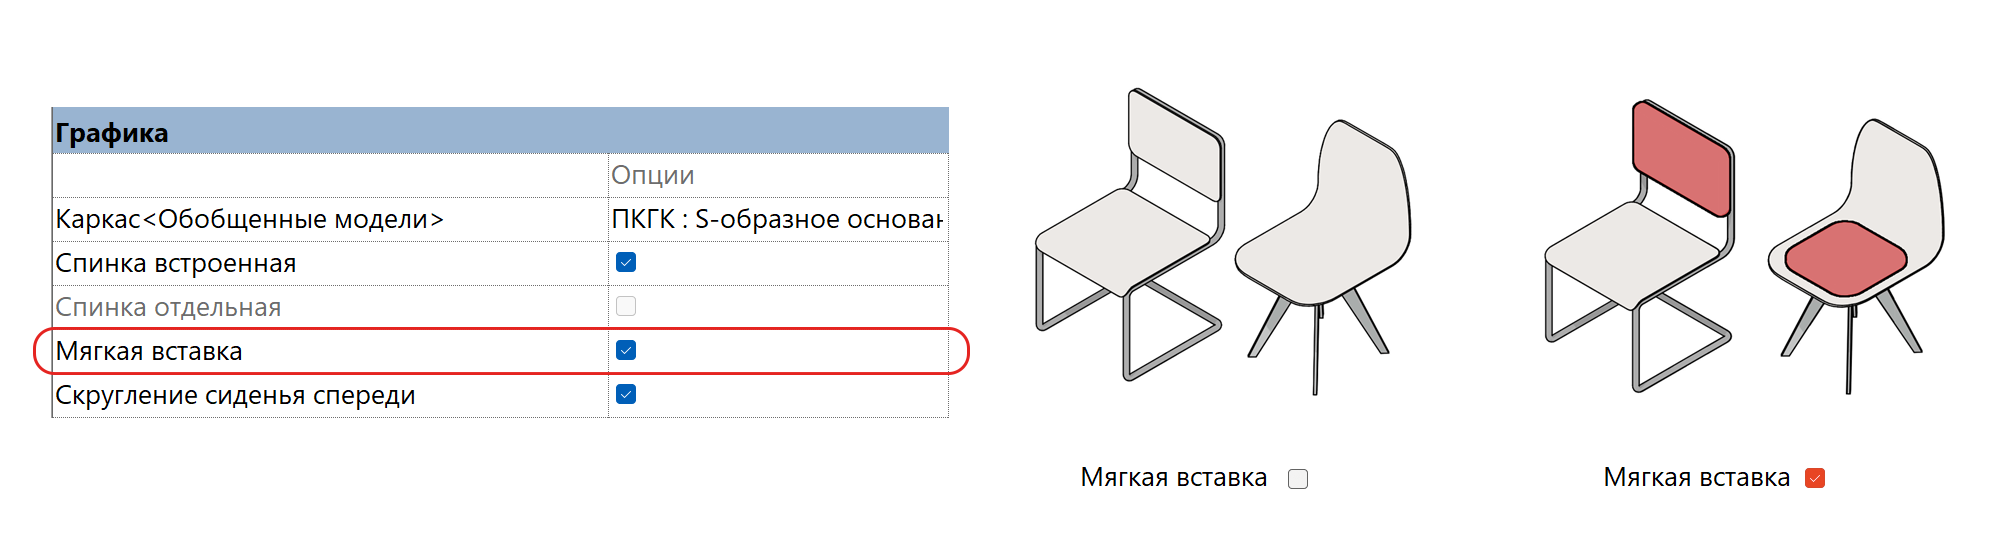 Графика
Опции
Каркас<Обобщенные модели> ПКГК : S-образное основан
Спинка встроенная
Спинка отдельная
Мягкая вставка
Скругление сиденья спереди
Мягкая вставка
Мягкая вставка